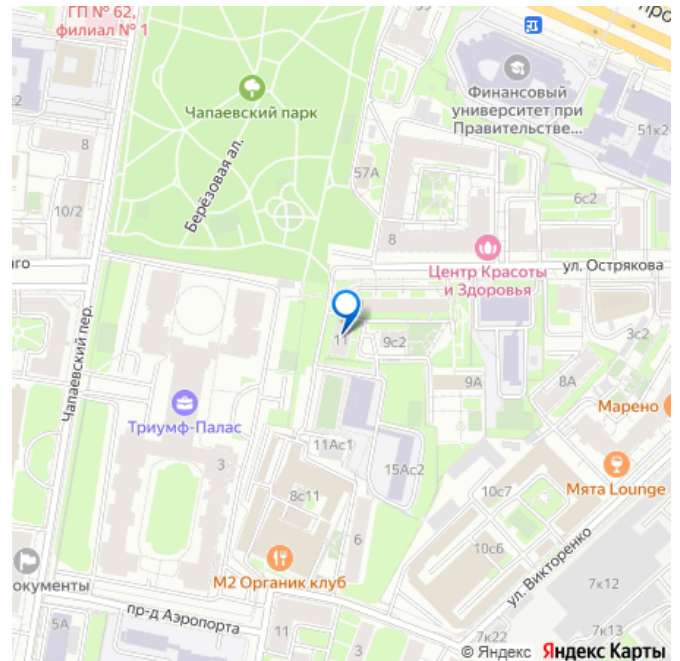 ГП № 62,
филиал № 1
59
Финансовый
университет при
Правительстве...
51к2
Чапаевский парк
Берёзовая ал.
57А
8
10/2
6с2
8
Центр Красоты
и Здоровья
ул. Острякова
Чапаевский пер.
11
9с2
3с2
9А
8А
Марено
Триумф-Палас
3
11Ас1
15Ас2
10с7
Мята Lounge
8с11
6
10с6
ул. Викторенко
7к12
М2 Органик клуб
окументы
5А
пр-д Аэропорта
11
3
7к22
7к13
© Яндекс Яндекс Карты